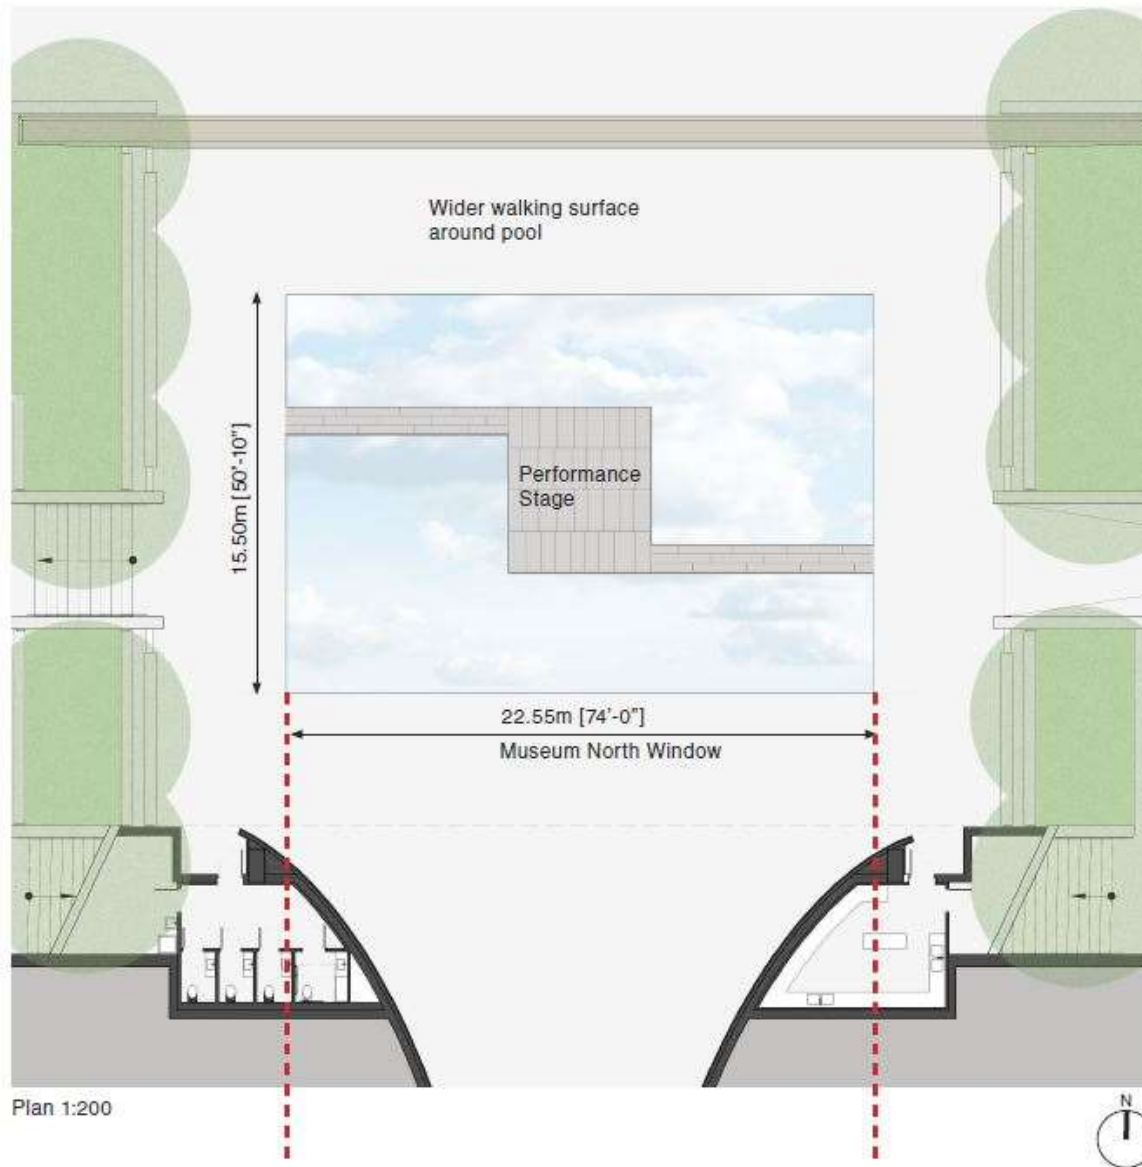 Wider walking surface
around pool
15.50m [50'-10"]
Performance
Stage
22.55m [74'-0"]
Museum North Window
Plan 1:200
N